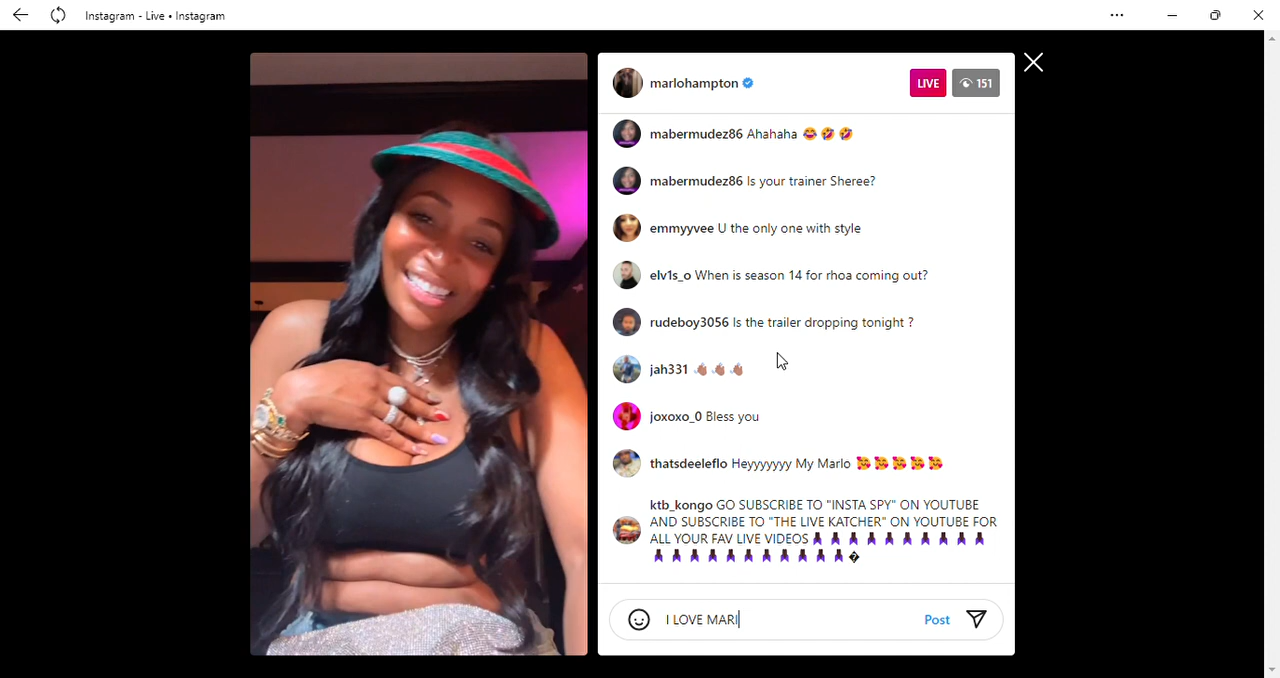 Instagram - Live • Instagram
marlohampton
LIVE
151
mabermudez86 Ahahaha 😂 🤣 🤣
mabermudez86 Is your trainer Sheree?
emmyyvee U the only one with style
elv1s_o When is season 14 for rhoa coming out?
rudeboy3056 Is the trailer dropping tonight ?
jah331 👏🏽 👏🏽 👏🏽
joxoxo_0 Bless you
thatsdeeleflo Heyyyyyyy My Marlo 🥰 🥰 🥰 🥰 🥰
ktb_kongo GO SUBSCRIBE TO "INSTA SPY" ON YOUTUBE
AND SUBSCRIBE TO "THE LIVE KATCHER" ON YOUTUBE FOR
ALL YOUR FAV LIVE VIDEOS
I LOVE MARI
Post